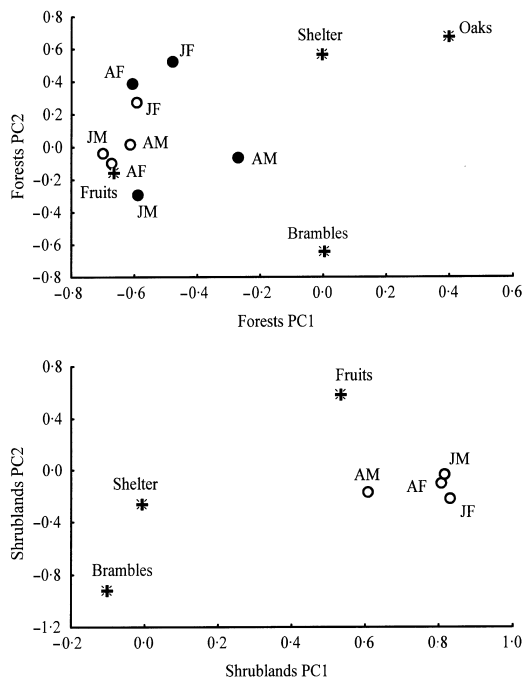 0·8
JF
Shelter
Oaks
0·6
AF
0·4
JF
0·2
JM
AM
0·0
AM
AF
−0·2
Fruits
JM
−0·4
Brambles
−0·6
−0·8
−0·8 −0·6 −0·4 −0·2 0·0 0·2 0·4 0·6
Forests PC1
Forests PC2
0·8
Fruits
0·4
JM
0·0
AM
AF
Shelter
JF
−0·4
Brambles
−0·8
−1·2
−0·2 0·0 0·2 0·4 0·6 0·8 1·0
Shrublands PC1
Shrublands PC2